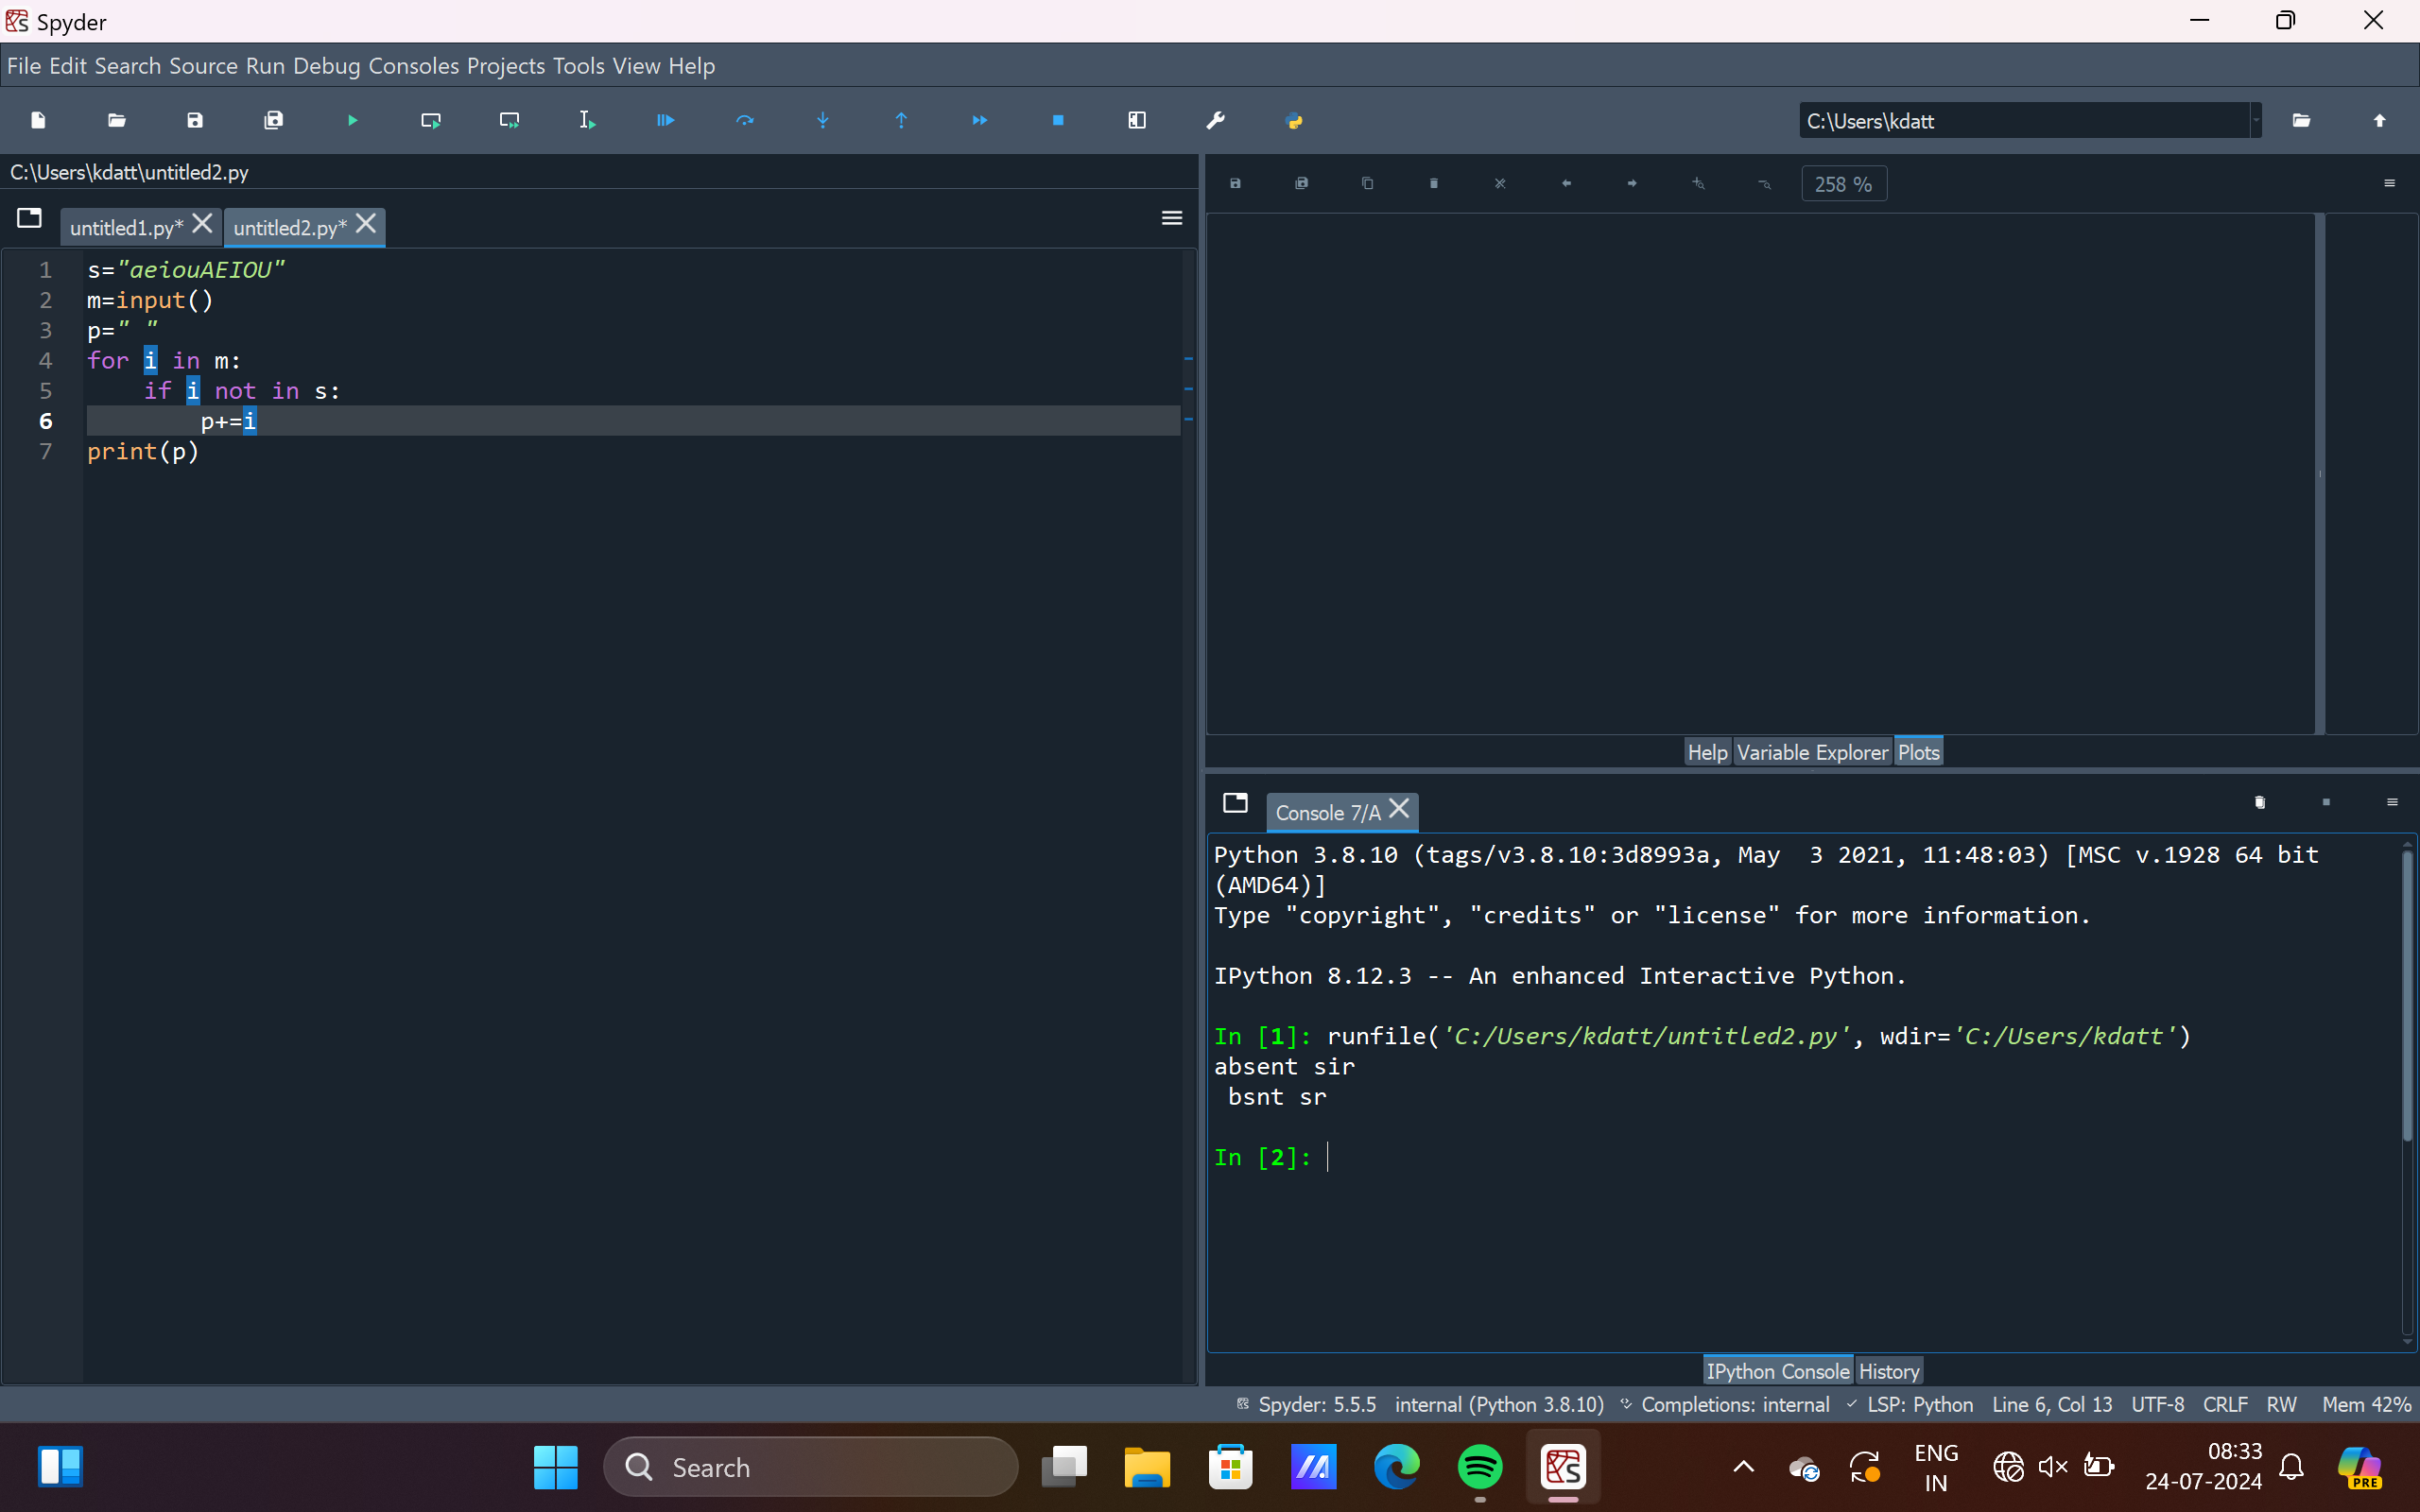 Spyder
File Edit Search Source Run Debug Consoles Projects Tools View Help
C:\Users\kdatt
C:\Users\kdatt\untitled2.py
258 %
untitled1.py* untitled2.py*
1 s="aeiouAEIOU"
2 m=input()
3 p=" "
4 for i in m:
5     if i not in s:
6         p+=i
7 print(p)
Help Variable Explorer Plots
Console 7/A
Python 3.8.10 (tags/v3.8.10:3d8993a, May  3 2021, 11:48:03) [MSC v.1928 64 bit
(AMD64)]
Type "copyright", "credits" or "license" for more information.
IPython 8.12.3 -- An enhanced Interactive Python.
In [1]: runfile('C:/Users/kdatt/untitled2.py', wdir='C:/Users/kdatt')
absent sir
 bsnt sr
In [2]:
IPython Console History
Spyder: 5.5.5 internal (Python 3.8.10) Completions: internal LSP: Python Line 6, Col 13 UTF-8 CRLF RW Mem 42%
Search
ENG
IN
08:33
24-07-2024
PRE